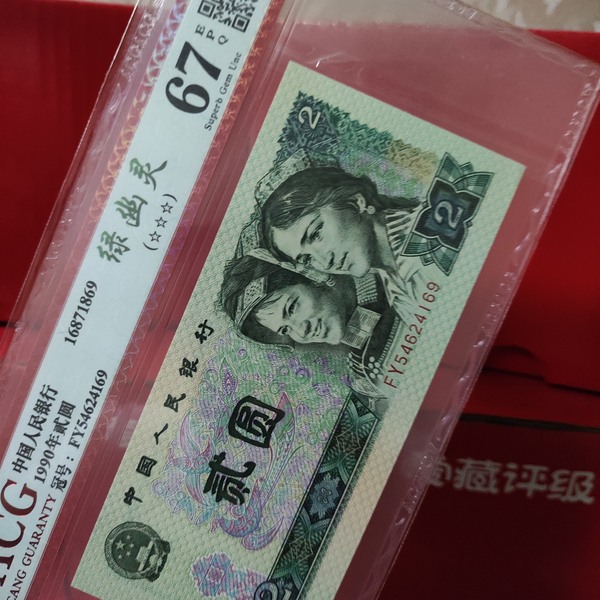 67
E
P Q
Superb Gem Unc
绿幽灵
(☆☆☆)
16871869
中国人民银行
1990年贰圆
冠号: FY54624169
CG
CANG GUARANTY
2
2
FY54624169
中国人民银行
贰圆
藏评级